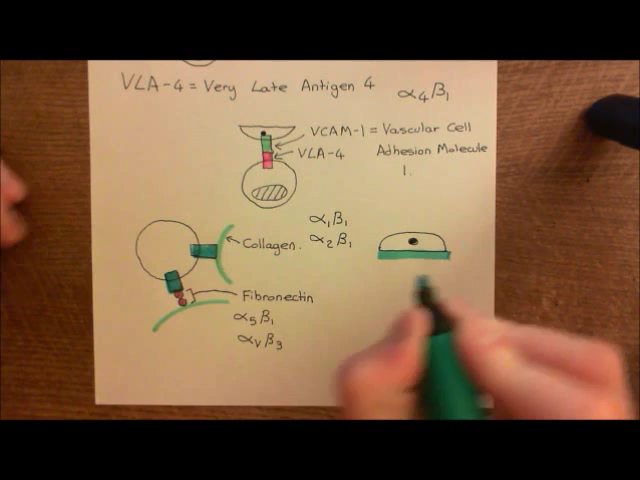 VLA-4 = Very Late Antigen 4 α4β1
VCAM-1 = Vascular Cell
VLA-4 Adhesion Molecule
1.
α1β1
Collagen. α2β1
Fibronectin
α5β1
αvβ3